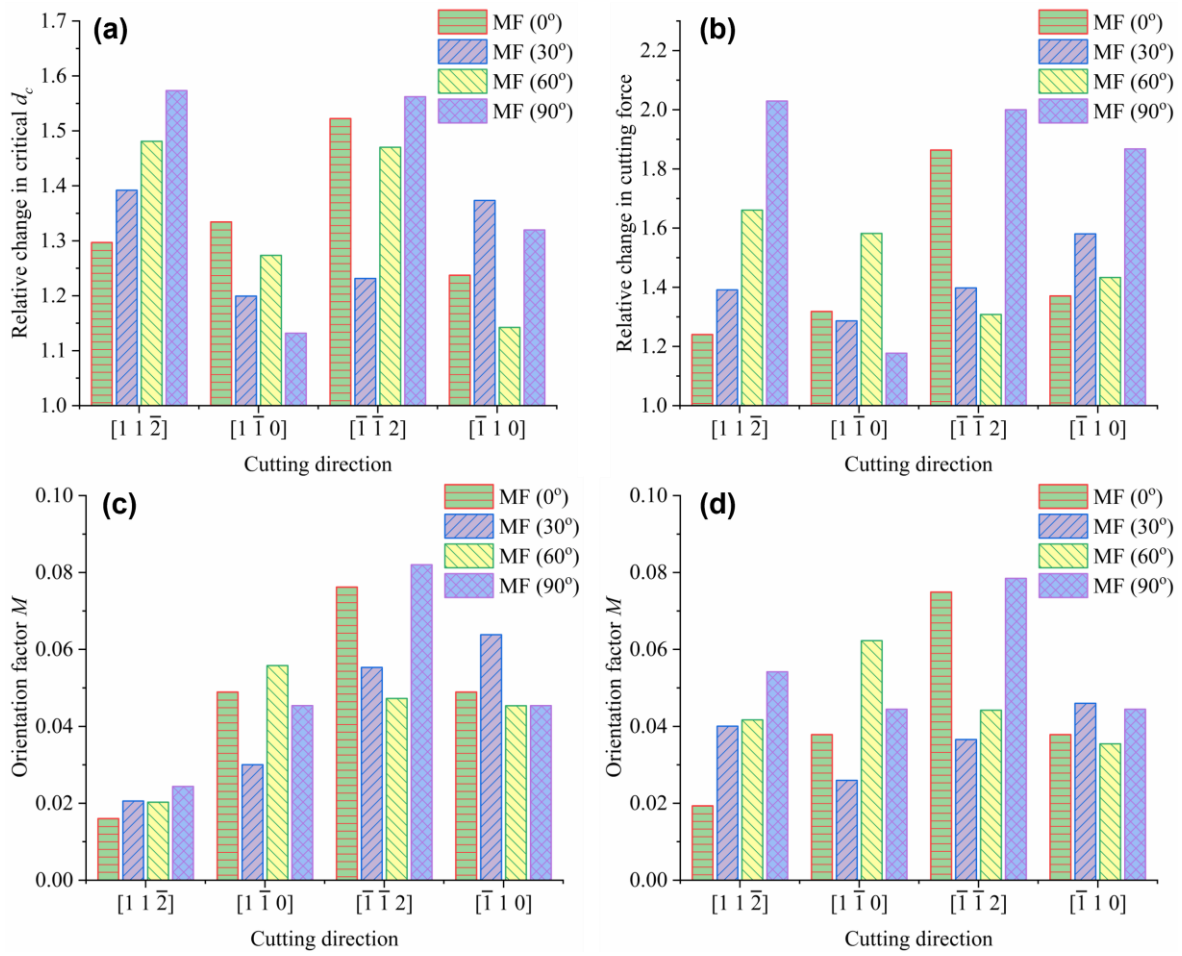 (a)
MF (0°)
MF (30°)
MF (60°)
MF (90°)
Relative change in critical d_c
1.7
1.6
1.5
1.4
1.3
1.2
1.1
1.0
[1 1 2̅]
[1 1̅ 0]
[1̅ 1̅ 2]
[1̅ 1 0]
Cutting direction
(b)
MF (0°)
MF (30°)
MF (60°)
MF (90°)
Relative change in cutting force
2.2
2.0
1.8
1.6
1.4
1.2
1.0
[1 1 2̅]
[1 1̅ 0]
[1̅ 1̅ 2]
[1̅ 1 0]
Cutting direction
(c)
MF (0°)
MF (30°)
MF (60°)
MF (90°)
Orientation factor M
0.10
0.08
0.06
0.04
0.02
0.00
[1 1 2̅]
[1 1̅ 0]
[1̅ 1̅ 2]
[1̅ 1 0]
Cutting direction
(d)
MF (0°)
MF (30°)
MF (60°)
MF (90°)
Orientation factor M
0.10
0.08
0.06
0.04
0.02
0.00
[1 1 2̅]
[1 1̅ 0]
[1̅ 1̅ 2]
[1̅ 1 0]
Cutting direction